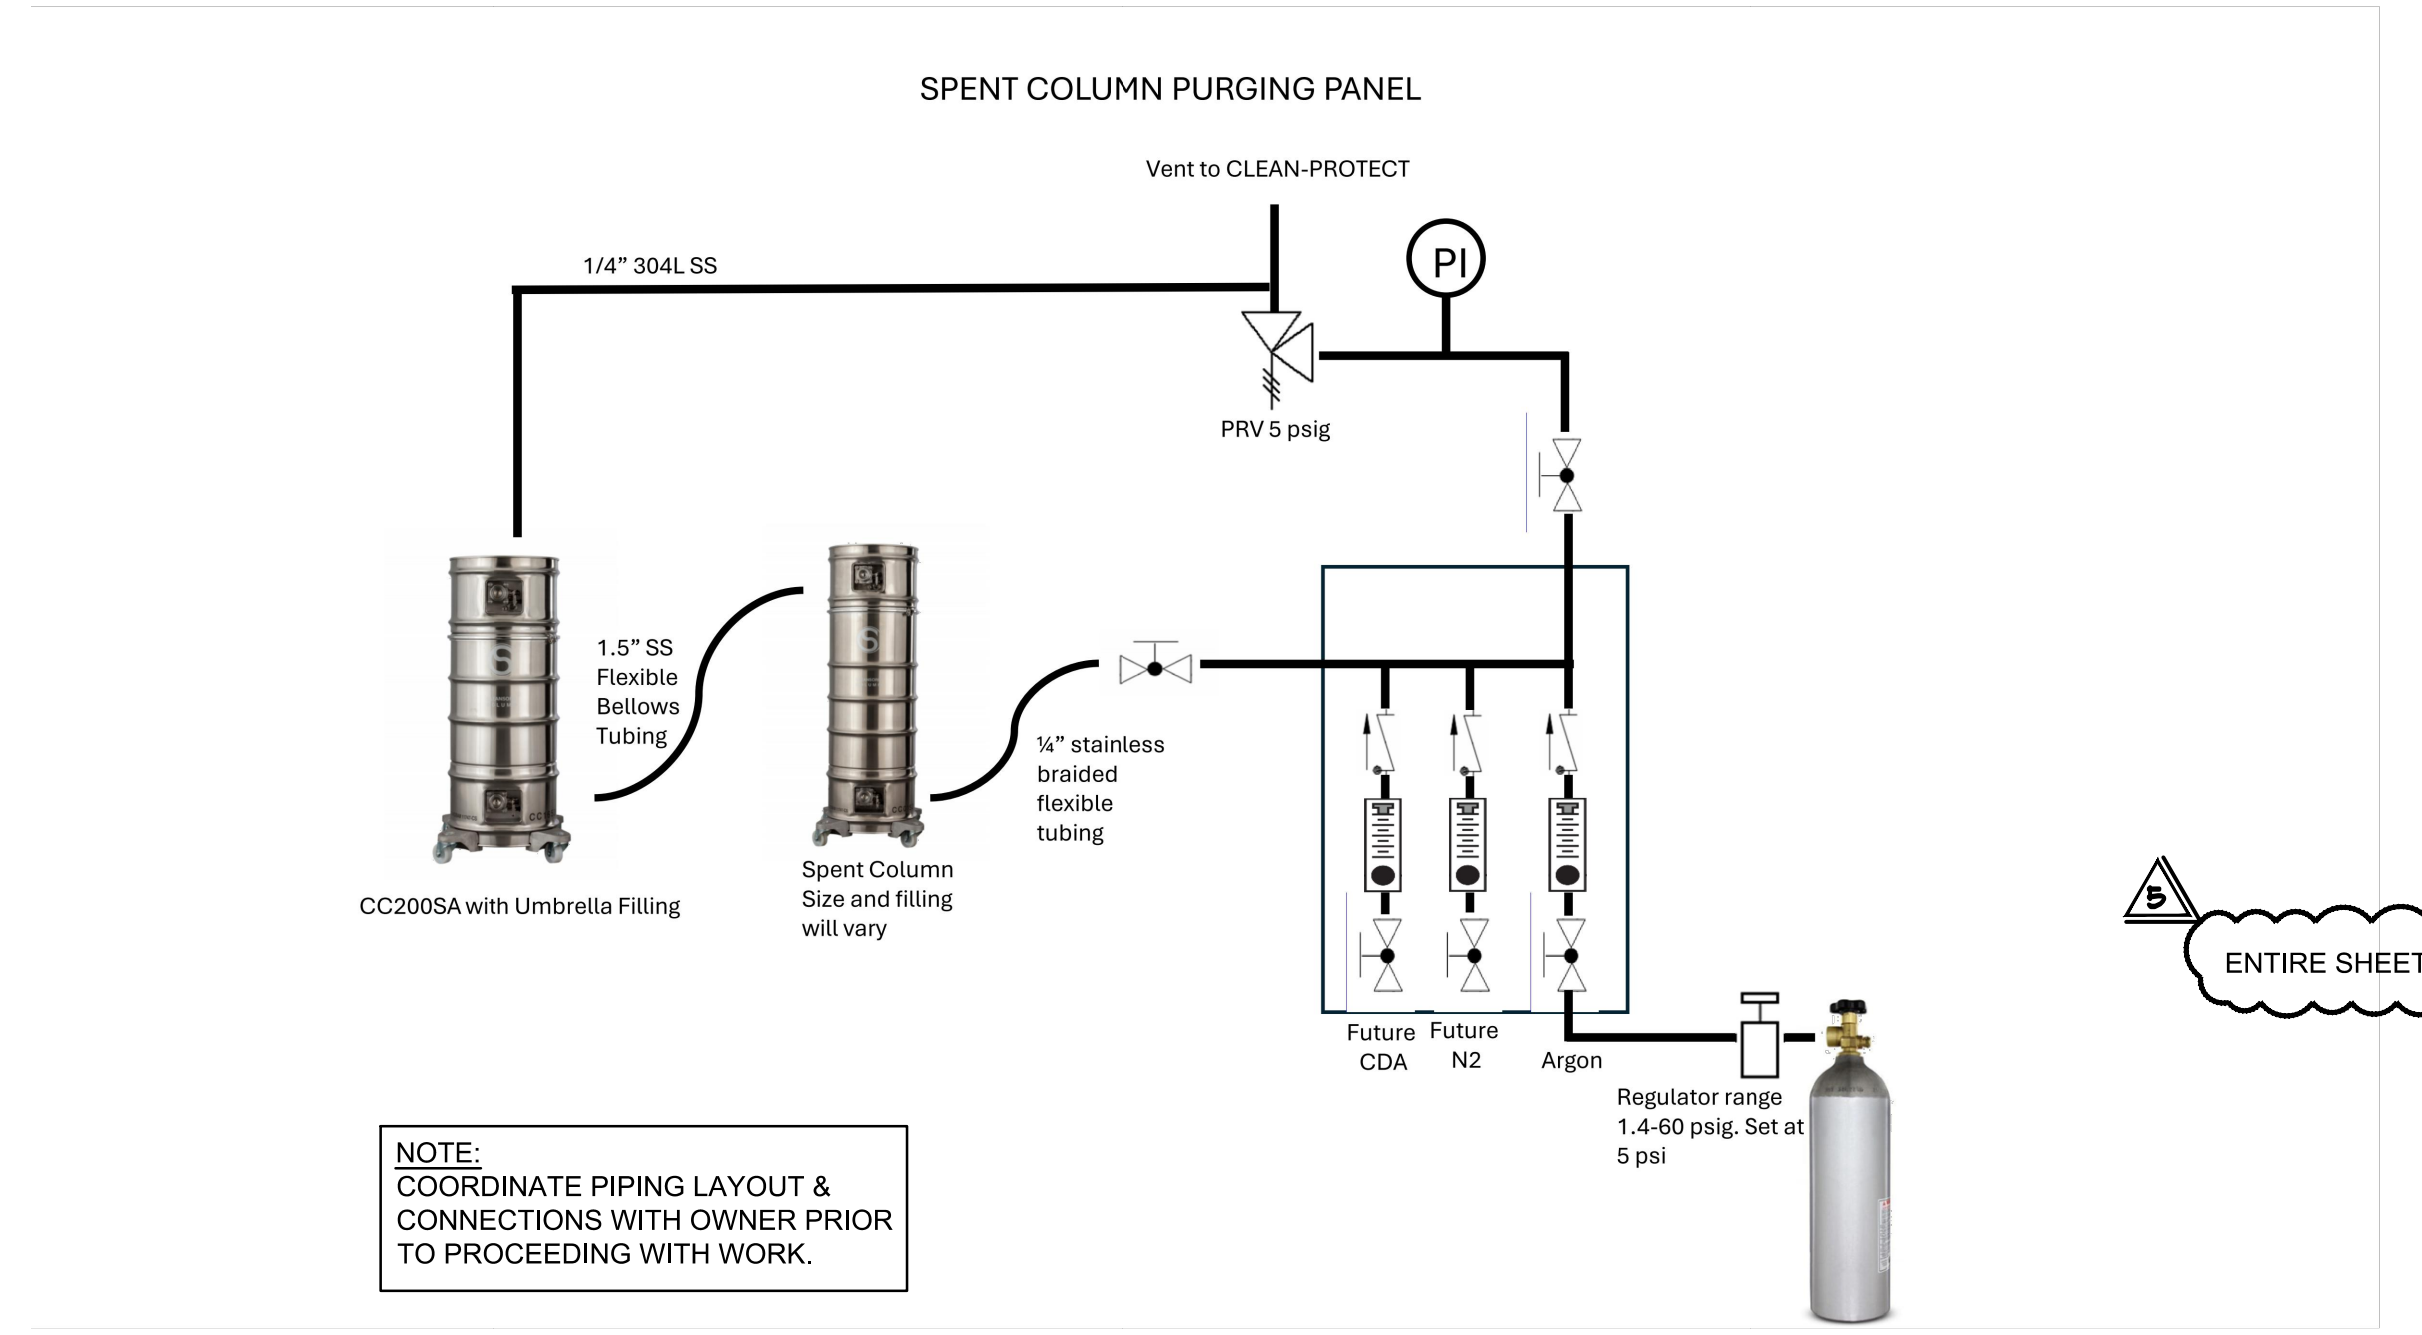 SPENT COLUMN PURGING PANEL
Vent to CLEAN-PROTECT
PI
1/4” 304L SS
PRV 5 psig
1.5” SS
Flexible
Bellows
Tubing
¼” stainless
braided
flexible
tubing
Spent Column
Size and filling
will vary
CC200SA with Umbrella Filling
5
ENTIRE SHEET
Future
CDA
Future
N2
Argon
Regulator range
1.4-60 psig. Set at
5 psi
NOTE:
COORDINATE PIPING LAYOUT &
CONNECTIONS WITH OWNER PRIOR
TO PROCEEDING WITH WORK.